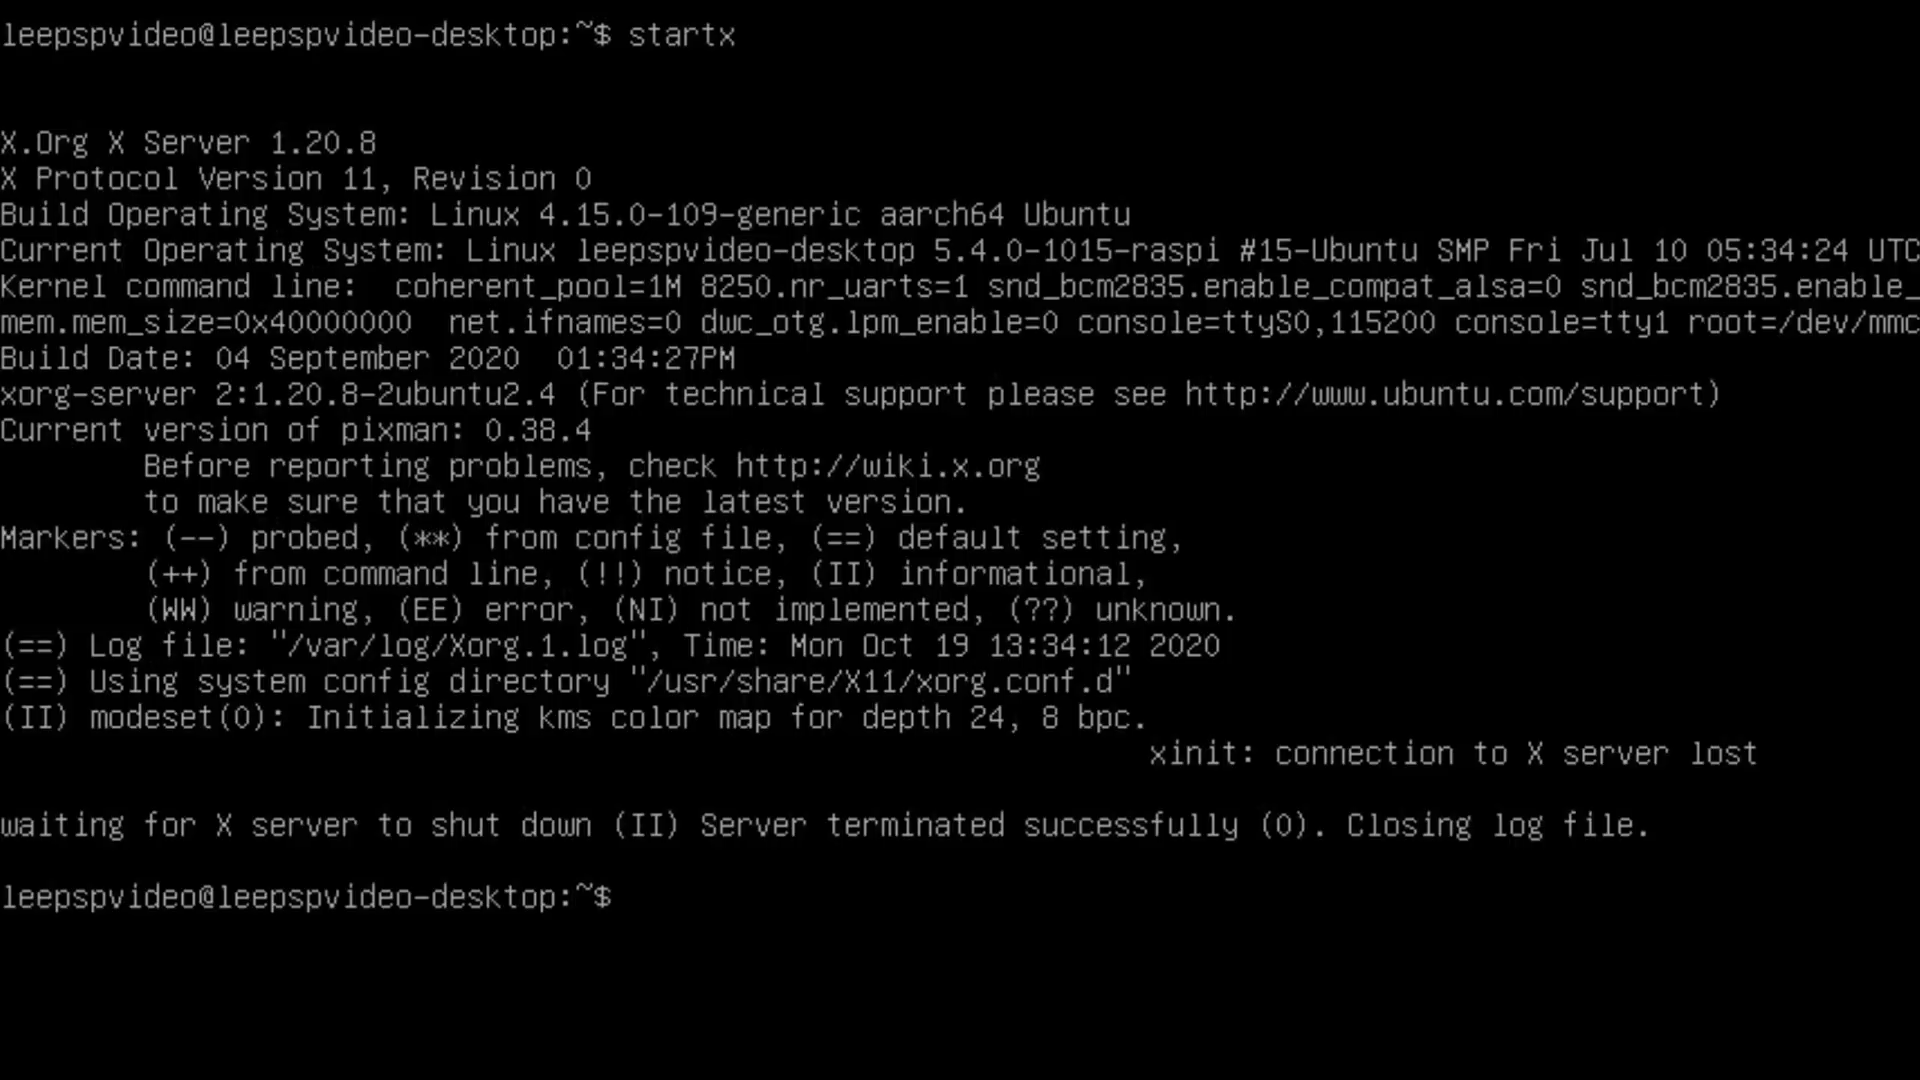 leepspvideo@leepspvideo-desktop:~$ startx
X.Org X Server 1.20.8
X Protocol Version 11, Revision 0
Build Operating System: Linux 4.15.0-109-generic aarch64 Ubuntu
Current Operating System: Linux leepspvideo-desktop 5.4.0-1015-raspi #15-Ubuntu SMP Fri Jul 10 05:34:24 UTC
Kernel command line:  coherent_pool=1M 8250.nr_uarts=1 snd_bcm2835.enable_compat_alsa=0 snd_bcm2835.enable_
mem.mem_size=0x40000000  net.ifnames=0 dwc_otg.lpm_enable=0 console=ttyS0,115200 console=tty1 root=/dev/mmc
Build Date: 04 September 2020  01:34:27PM
xorg-server 2:1.20.8-2ubuntu2.4 (For technical support please see http://www.ubuntu.com/support)
Current version of pixman: 0.38.4
        Before reporting problems, check http://wiki.x.org
        to make sure that you have the latest version.
Markers: (--) probed, (**) from config file, (==) default setting,
        (++) from command line, (!!) notice, (II) informational,
        (WW) warning, (EE) error, (NI) not implemented, (??) unknown.
(==) Log file: "/var/log/Xorg.1.log", Time: Mon Oct 19 13:34:12 2020
(==) Using system config directory "/usr/share/X11/xorg.conf.d"
(II) modeset(0): Initializing kms color map for depth 24, 8 bpc.
xinit: connection to X server lost
waiting for X server to shut down (II) Server terminated successfully (0). Closing log file.
leepspvideo@leepspvideo-desktop:~$